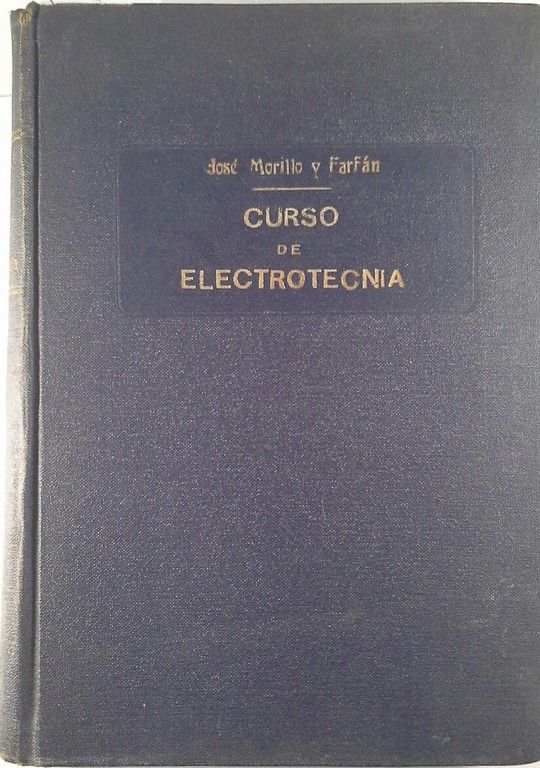 José Morillo y Farfán
CURSO
DE
ELECTROTECNIA